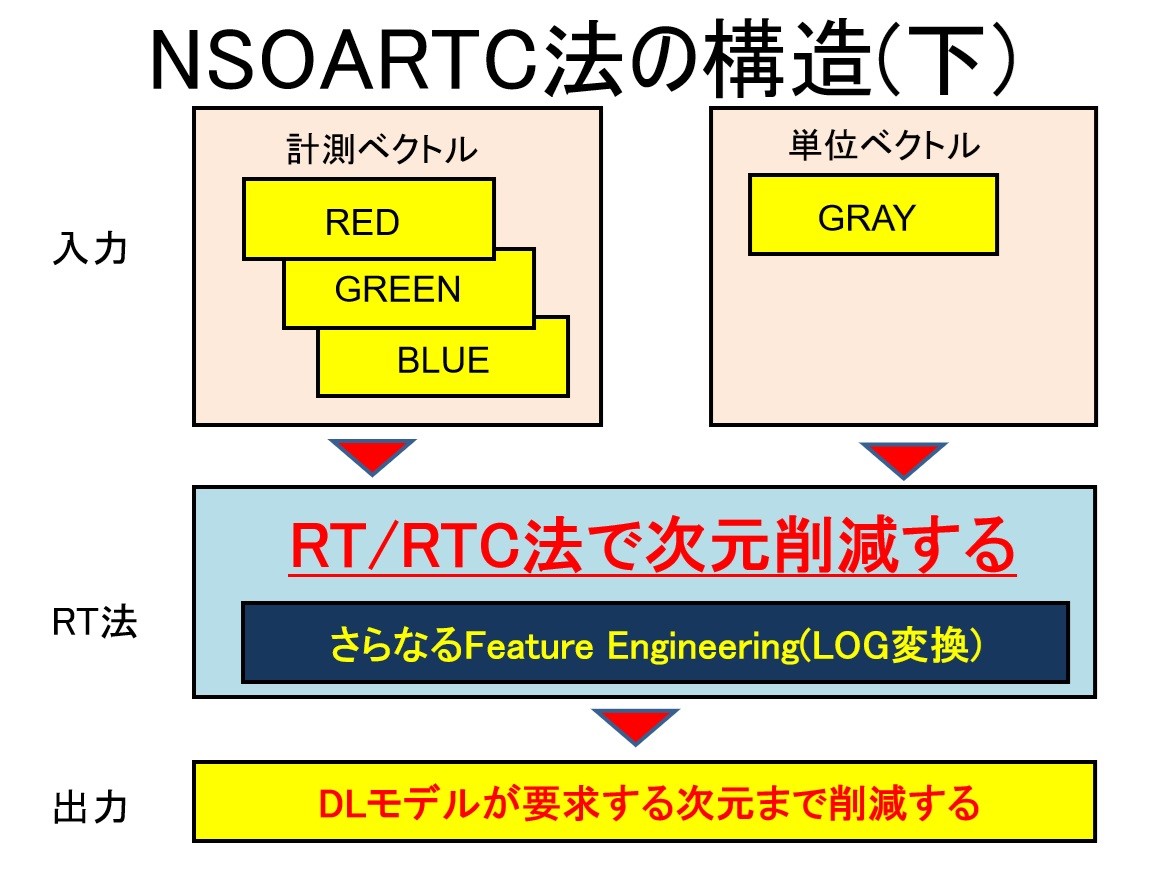 NSOARTC法の構造(下)
計測ベクトル
単位ベクトル
RED
GRAY
入力
GREEN
BLUE
RT/RTC法で次元削減する
RT法
さらなるFeature Engineering(LOG変換)
出力
DLモデルが要求する次元まで削減する